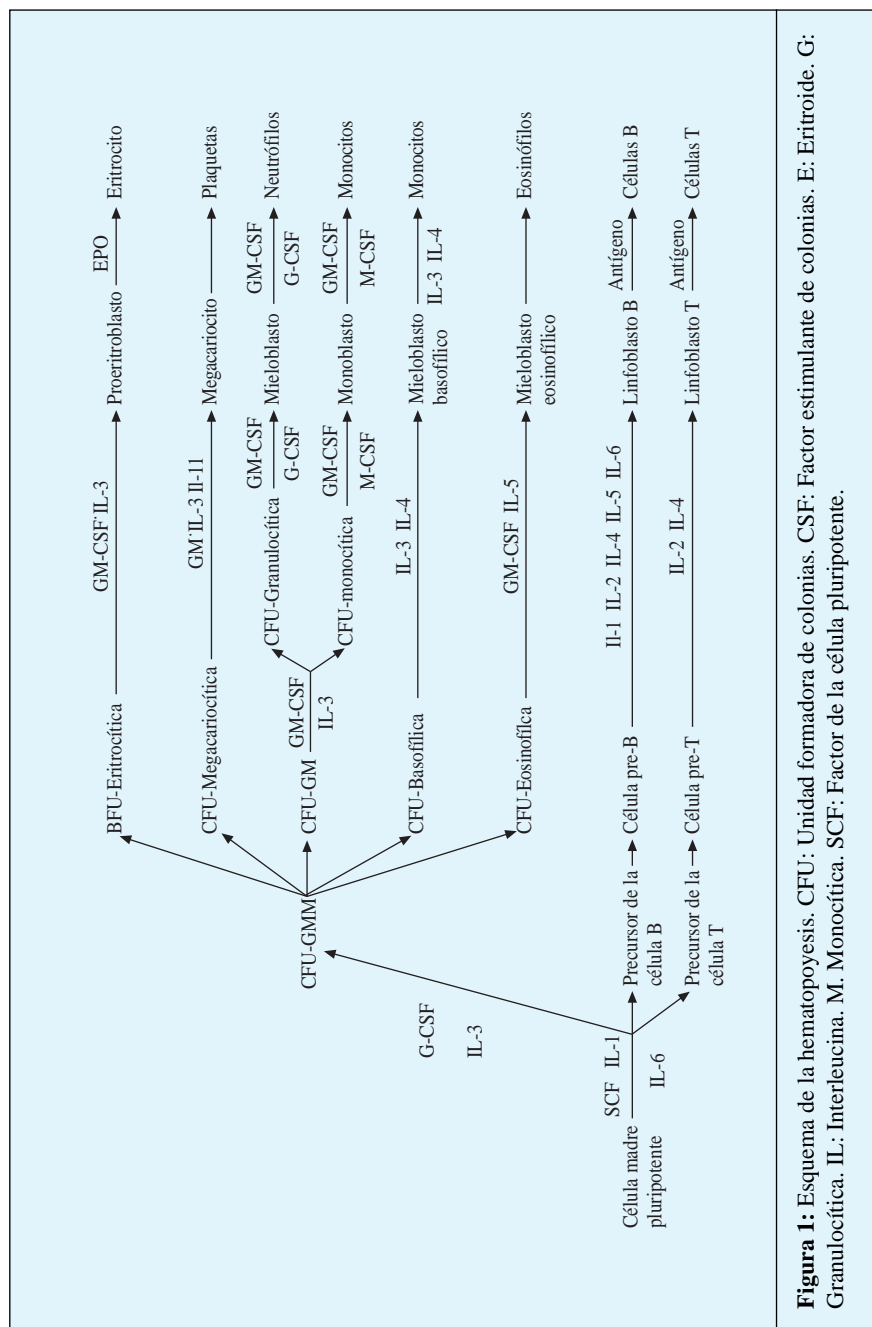 BFU-Eritrocítica
GM-CSF'IL-3
Proeritroblasto
EPO
Eritrocito
CFU-Megacariocítica
GM'IL-3 Il-11
Megacariocito
Plaquetas
CFU-GMM
CFU-GM
GM-CSF
IL-3
CFU-Granulocítica
GM-CSF
G-CSF
Mieloblasto
GM-CSF
G-CSF
Neutrófilos
CFU-monocítica
GM-CSF
M-CSF
Monoblasto
GM-CSF
M-CSF
Monocitos
CFU-Basofílica
IL-3 IL-4
Mieloblasto
basofílico
IL-3 IL-4
Monocitos
G-CSF
IL-3
CFU-Eosinofílca
GM-CSF IL-5
Mieloblasto
eosinofílico
Eosinófilos
Célula madre
pluripotente
SCF IL-1
IL-6
Precursor de la
célula B
Célula pre-B
Il-1 IL-2 IL-4 IL-5 IL-6
Linfoblasto B
Antígeno
Células B
Precursor de la
célula T
Célula pre-T
IL-2 IL-4
Linfoblasto T
Antígeno
Células T
Figura 1: Esquema de la hematopoyesis. CFU: Unidad formadora de colonias. CSF: Factor estimulante de colonias. E: Eritroide. G:
Granulocítica. IL: Interleucina. M. Monocítica. SCF: Factor de la célula pluripotente.